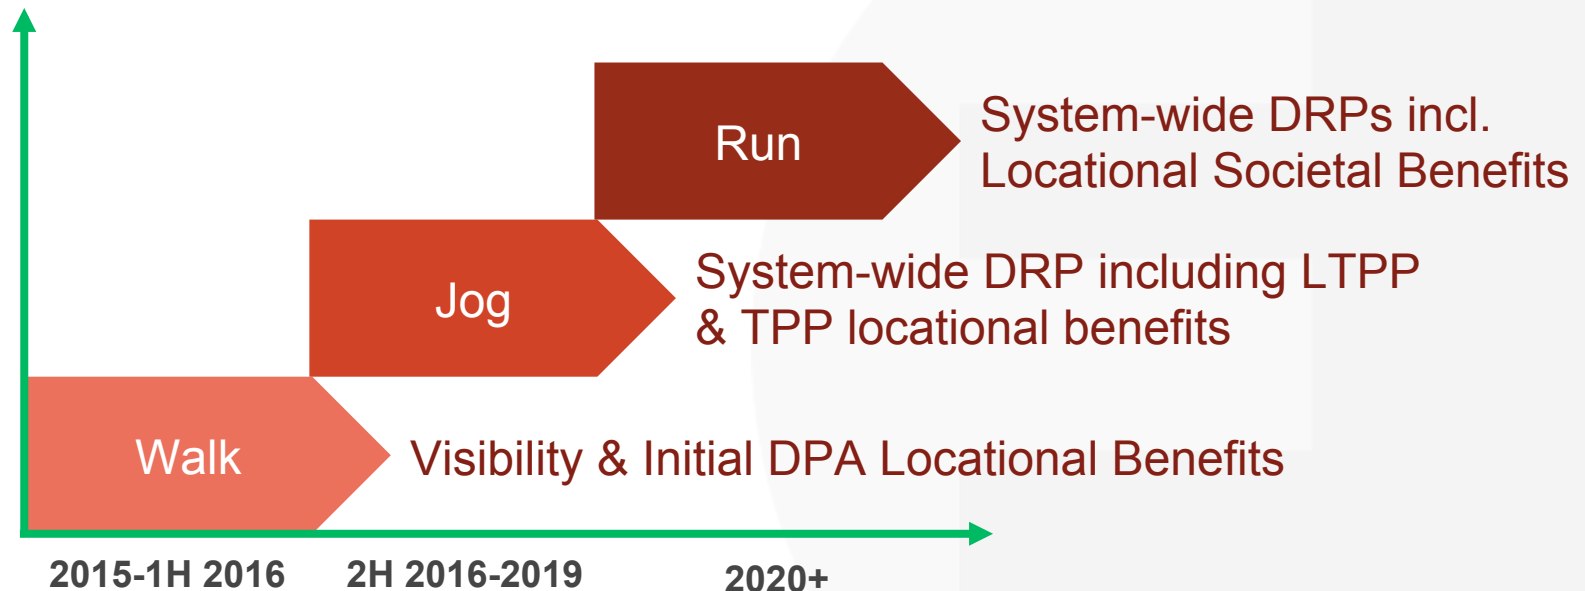 Run
System-wide DRPs incl.
Locational Societal Benefits
Jog
System-wide DRP including LTPP
& TPP locational benefits
Walk
Visibility & Initial DPA Locational Benefits
2015-1H 2016
2H 2016-2019
2020+